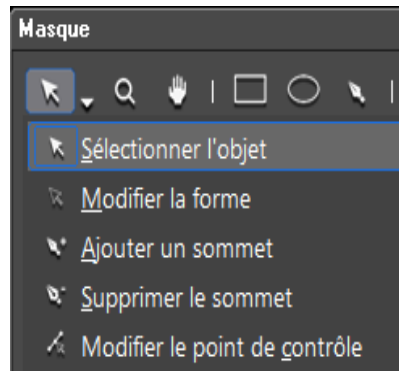 Masque
Sélectionner l'objet
Modifier la forme
Ajouter un sommet
Supprimer le sommet
Modifier le point de contrôle